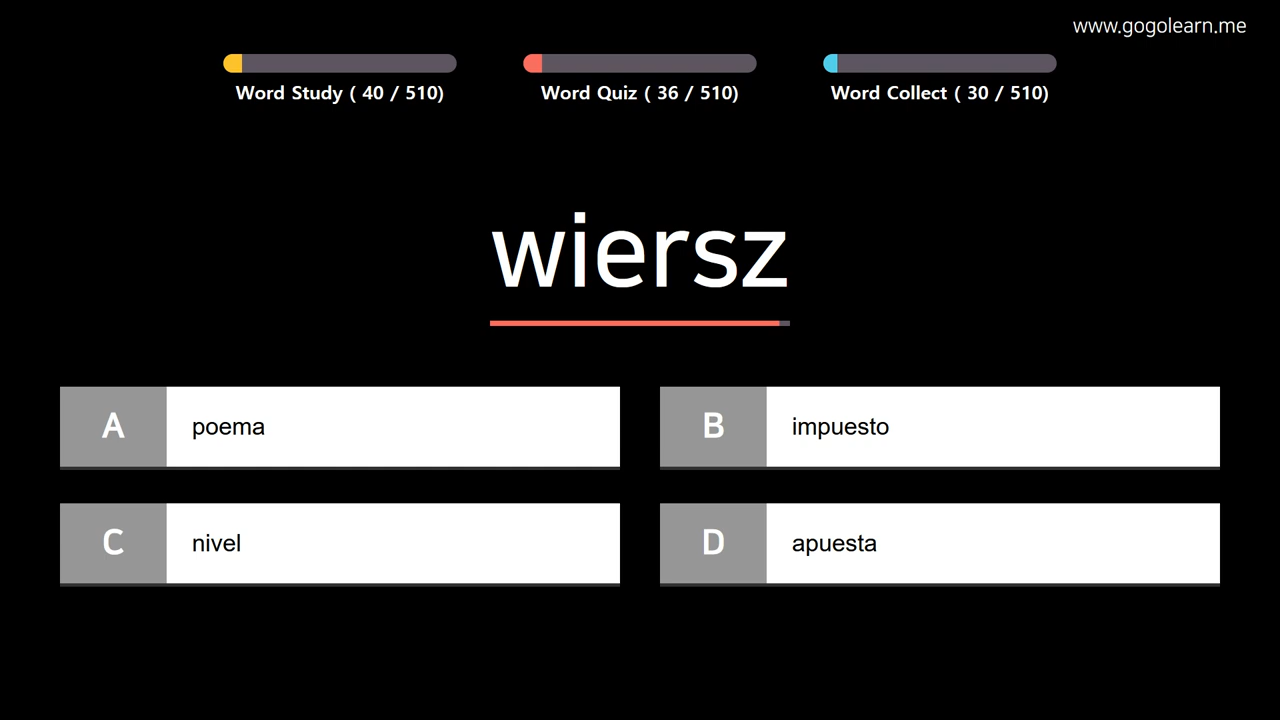 www.gogolearn.me
Word Study ( 40 / 510)
Word Quiz ( 36 / 510)
Word Collect ( 30 / 510)
wiersz
A poema
B impuesto
C nivel
D apuesta